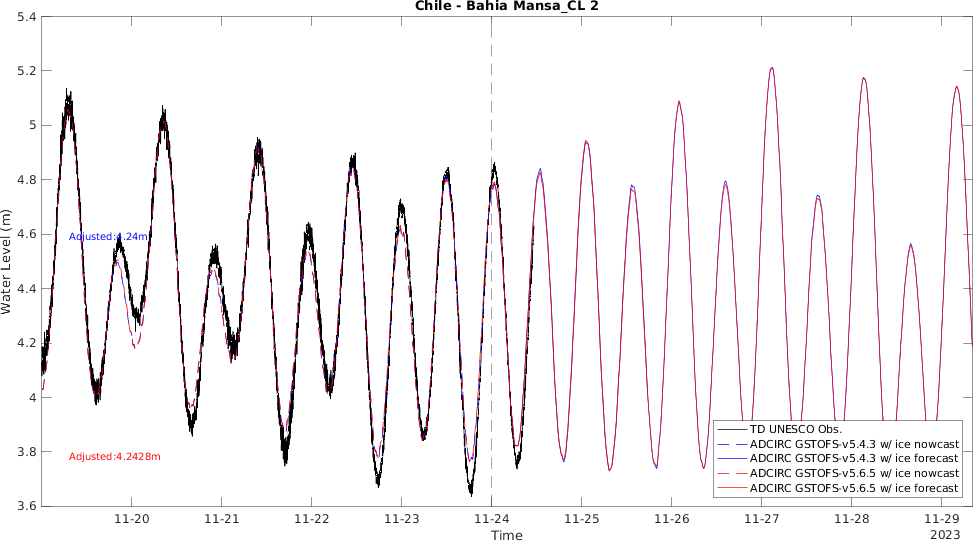 Chile - Bahia Mansa_CL 2
Water Level (m)
5.4
5.2
5
4.8
4.6
4.4
4.2
4
3.8
3.6
Adjusted:4.24m
Adjusted:4.2428m
TD UNESCO Obs.
ADCIRC GSTOFS-v5.4.3 w/ ice nowcast
ADCIRC GSTOFS-v5.4.3 w/ ice forecast
ADCIRC GSTOFS-v5.6.5 w/ ice nowcast
ADCIRC GSTOFS-v5.6.5 w/ ice forecast
11-20 11-21 11-22 11-23 11-24 11-25 11-26 11-27 11-28 11-29
Time
2023